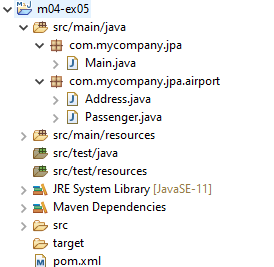 m04-ex05
src/main/java
com.mycompany.jpa
Main.java
com.mycompany.jpa.airport
Address.java
Passenger.java
src/main/resources
src/test/java
src/test/resources
JRE System Library [JavaSE-11]
Maven Dependencies
src
target
pom.xml